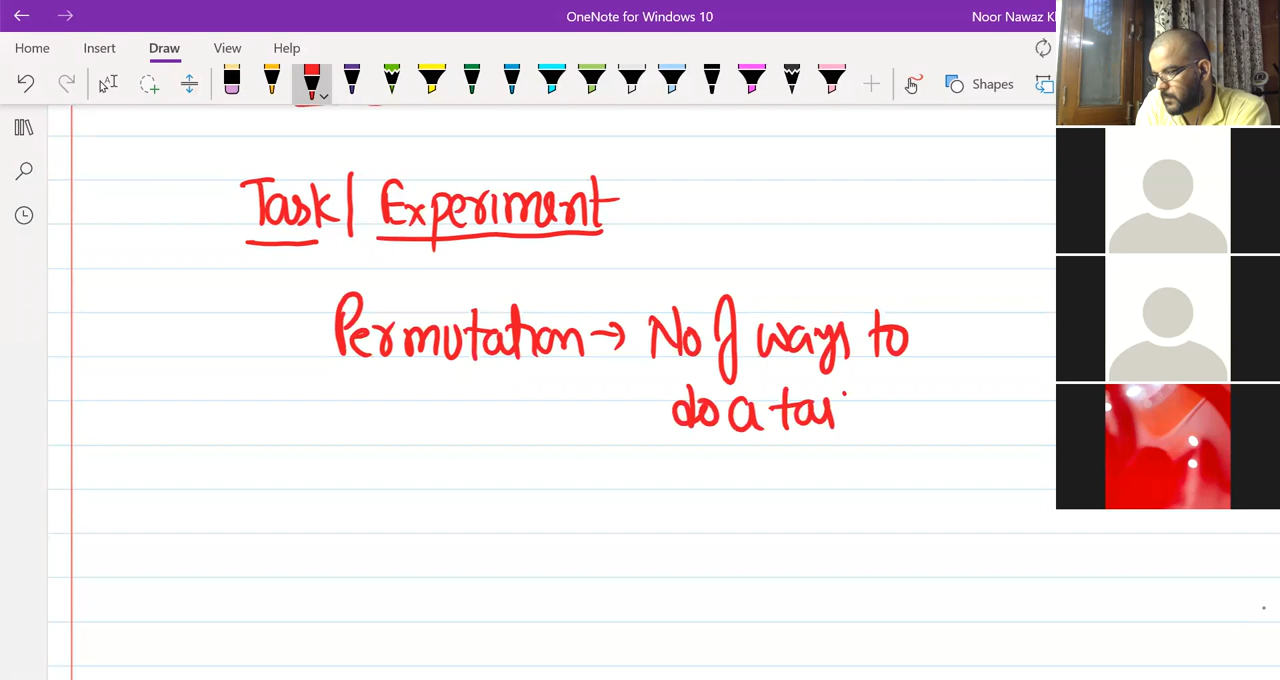 OneNote for Windows 10
Noor Nawaz Kh
Home Insert Draw View Help
Shapes
Task| Experiment
Permutation → No of ways to
do a tas